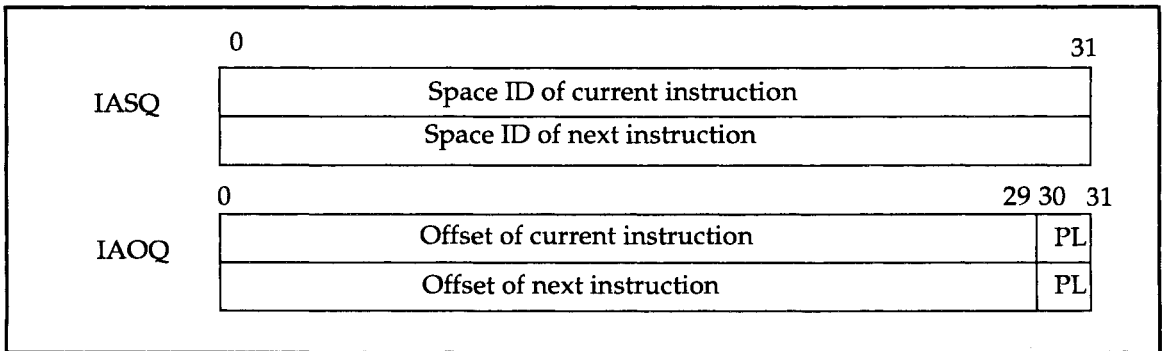 0 31
IASQ
Space ID of current instruction
Space ID of next instruction
0 29 30 31
IAOQ
Offset of current instruction PL
Offset of next instruction PL